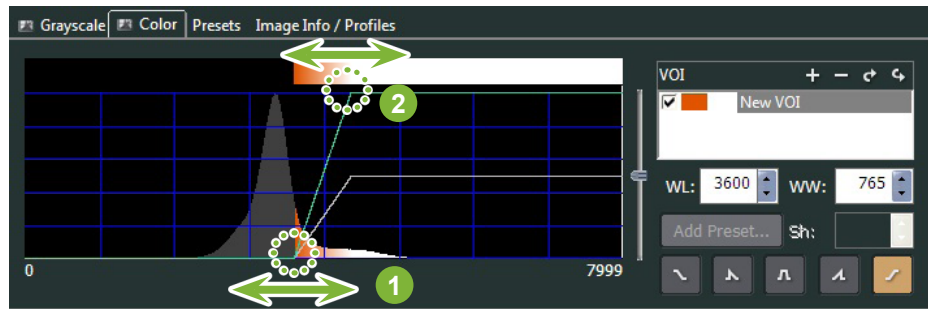 Grayscale Color Presets Image Info / Profiles
2
VOI + −
New VOI
WL: 3600 WW: 765
Add Preset... Sh:
0 7999
1